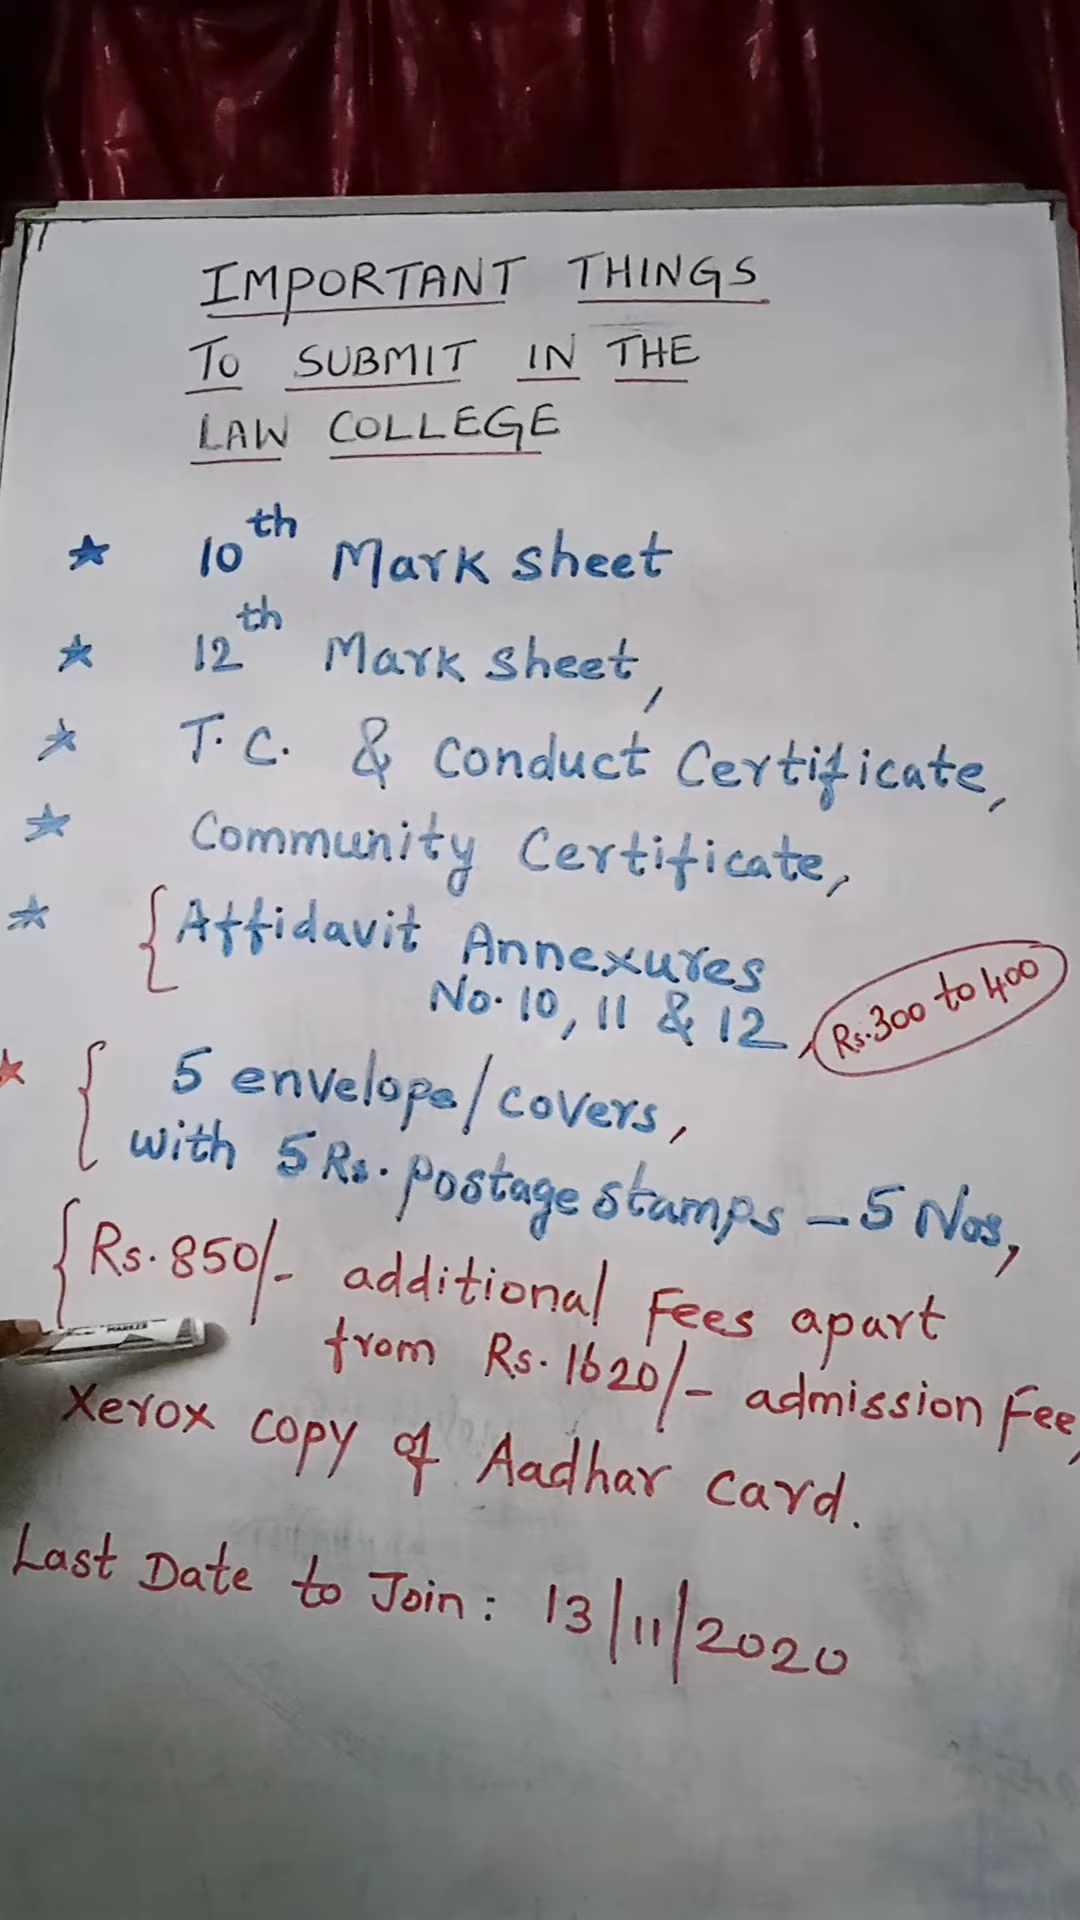 IMPORTANT THINGS
TO SUBMIT IN THE
LAW COLLEGE
★ 10th Mark sheet
★ 12th Mark sheet,
★ T.C. & Conduct Certificate,
★ Community Certificate,
★ { Affidavit Annexures
No. 10, 11 & 12, Rs. 300 to 400
★ { 5 envelope/covers,
with 5 Rs. postage stamps - 5 Nos,
{ Rs. 850/- additional Fees apart
from Rs. 1620/- admission Fee,
MARKER
Xerox copy of Aadhar card.
Last Date to Join: 13/11/2020